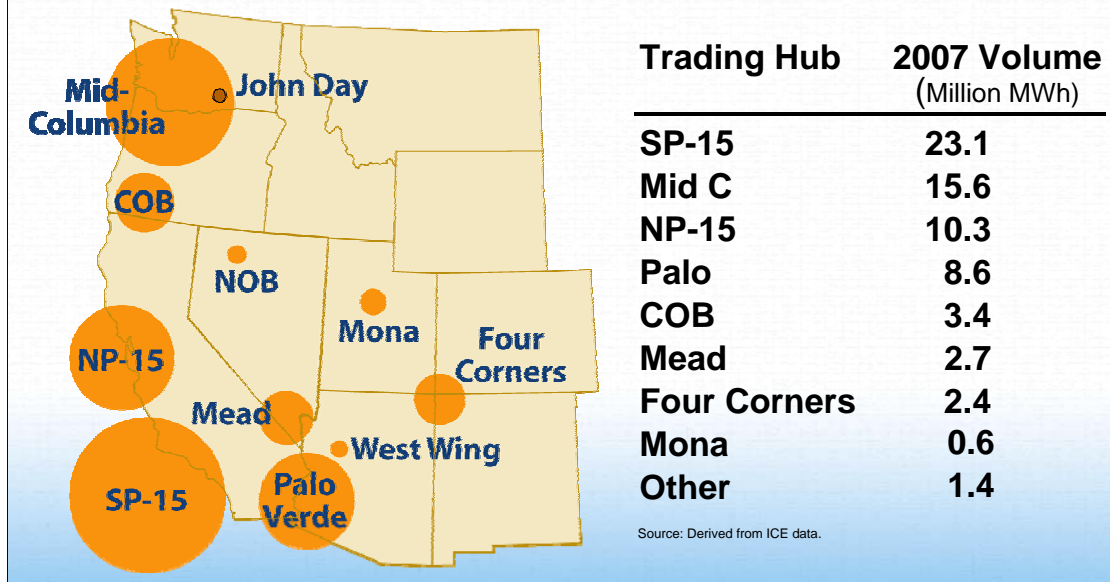 Mid-
Columbia
John Day
COB
NOB
Mona
Four
Corners
NP-15
Mead
West Wing
SP-15
Palo
Verde
Trading Hub 2007 Volume
(Million MWh)
SP-15 23.1
Mid C 15.6
NP-15 10.3
Palo 8.6
COB 3.4
Mead 2.7
Four Corners 2.4
Mona 0.6
Other 1.4
Source: Derived from ICE data.